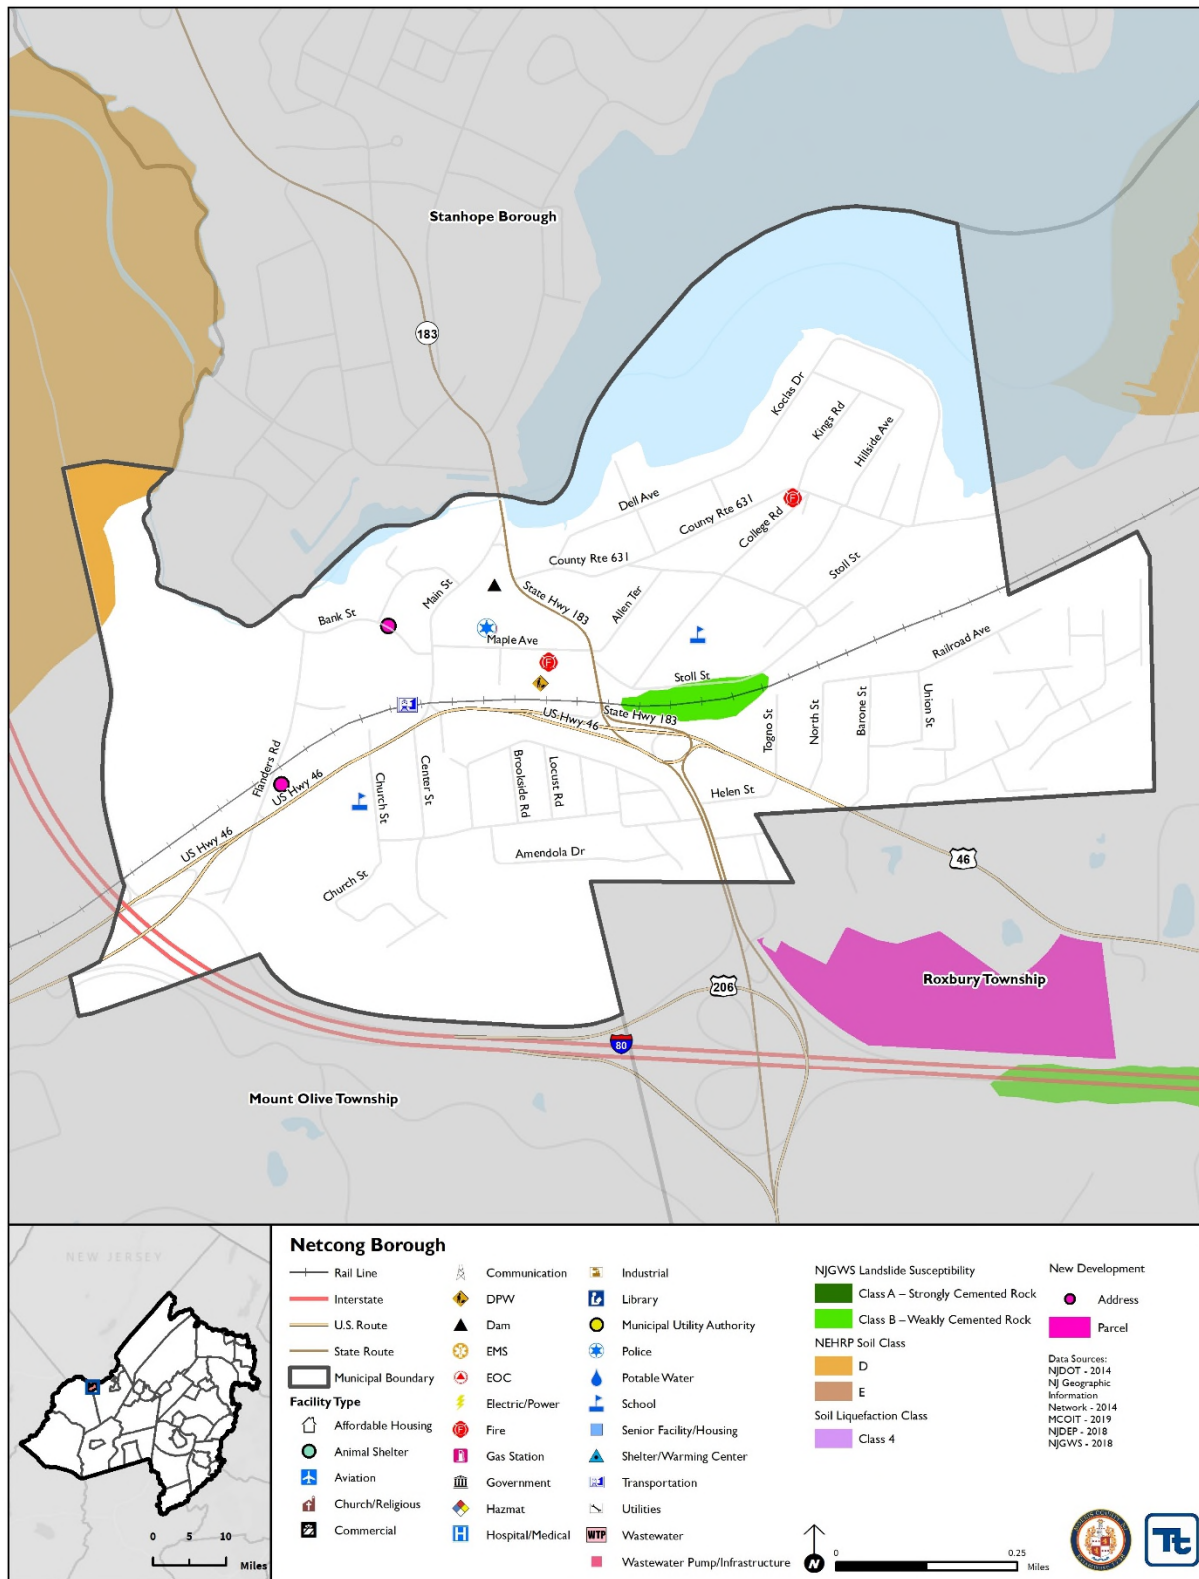 Stanhope Borough
183
Koclas Dr
Kings Rd
Hillside Ave
Dell Ave
County Rte 631
College Rd
County Rte 631
Stoll St
State Hwy 183
Allen Ter
Main St
Bank St
Maple Ave
Railroad Ave
Stoll St
State Hwy 183
US Hwy 46
Togno St
North St
Barone St
Union St
Flanders Rd
US Hwy 46
US Hwy 46
Church St
Center St
Brookside Rd
Locust Rd
Helen St
Amendola Dr
Church St
46
206
Roxbury Township
80
Mount Olive Township
NEW JERSEY
0 5 10
Miles
Netcong Borough
Rail Line
Interstate
U.S. Route
State Route
Municipal Boundary
Facility Type
Affordable Housing
Animal Shelter
Aviation
Church/Religious
Commercial
Communication
DPW
Dam
EMS
EOC
Electric/Power
Fire
Gas Station
Government
Hazmat
Hospital/Medical
Industrial
Library
Municipal Utility Authority
Police
Potable Water
School
Senior Facility/Housing
Shelter/Warming Center
Transportation
Utilities
WTP Wastewater
Wastewater Pump/Infrastructure
NJGWS Landslide Susceptibility
Class A – Strongly Cemented Rock
Class B – Weakly Cemented Rock
NEHRP Soil Class
D
E
Soil Liquefaction Class
Class 4
New Development
Address
Parcel
Data Sources:
NJDOT - 2014
NJ Geographic
Information
Network - 2014
MCOIT - 2019
NJDEP - 2018
NJGWS - 2018
N
0 0.25
Miles
Tt